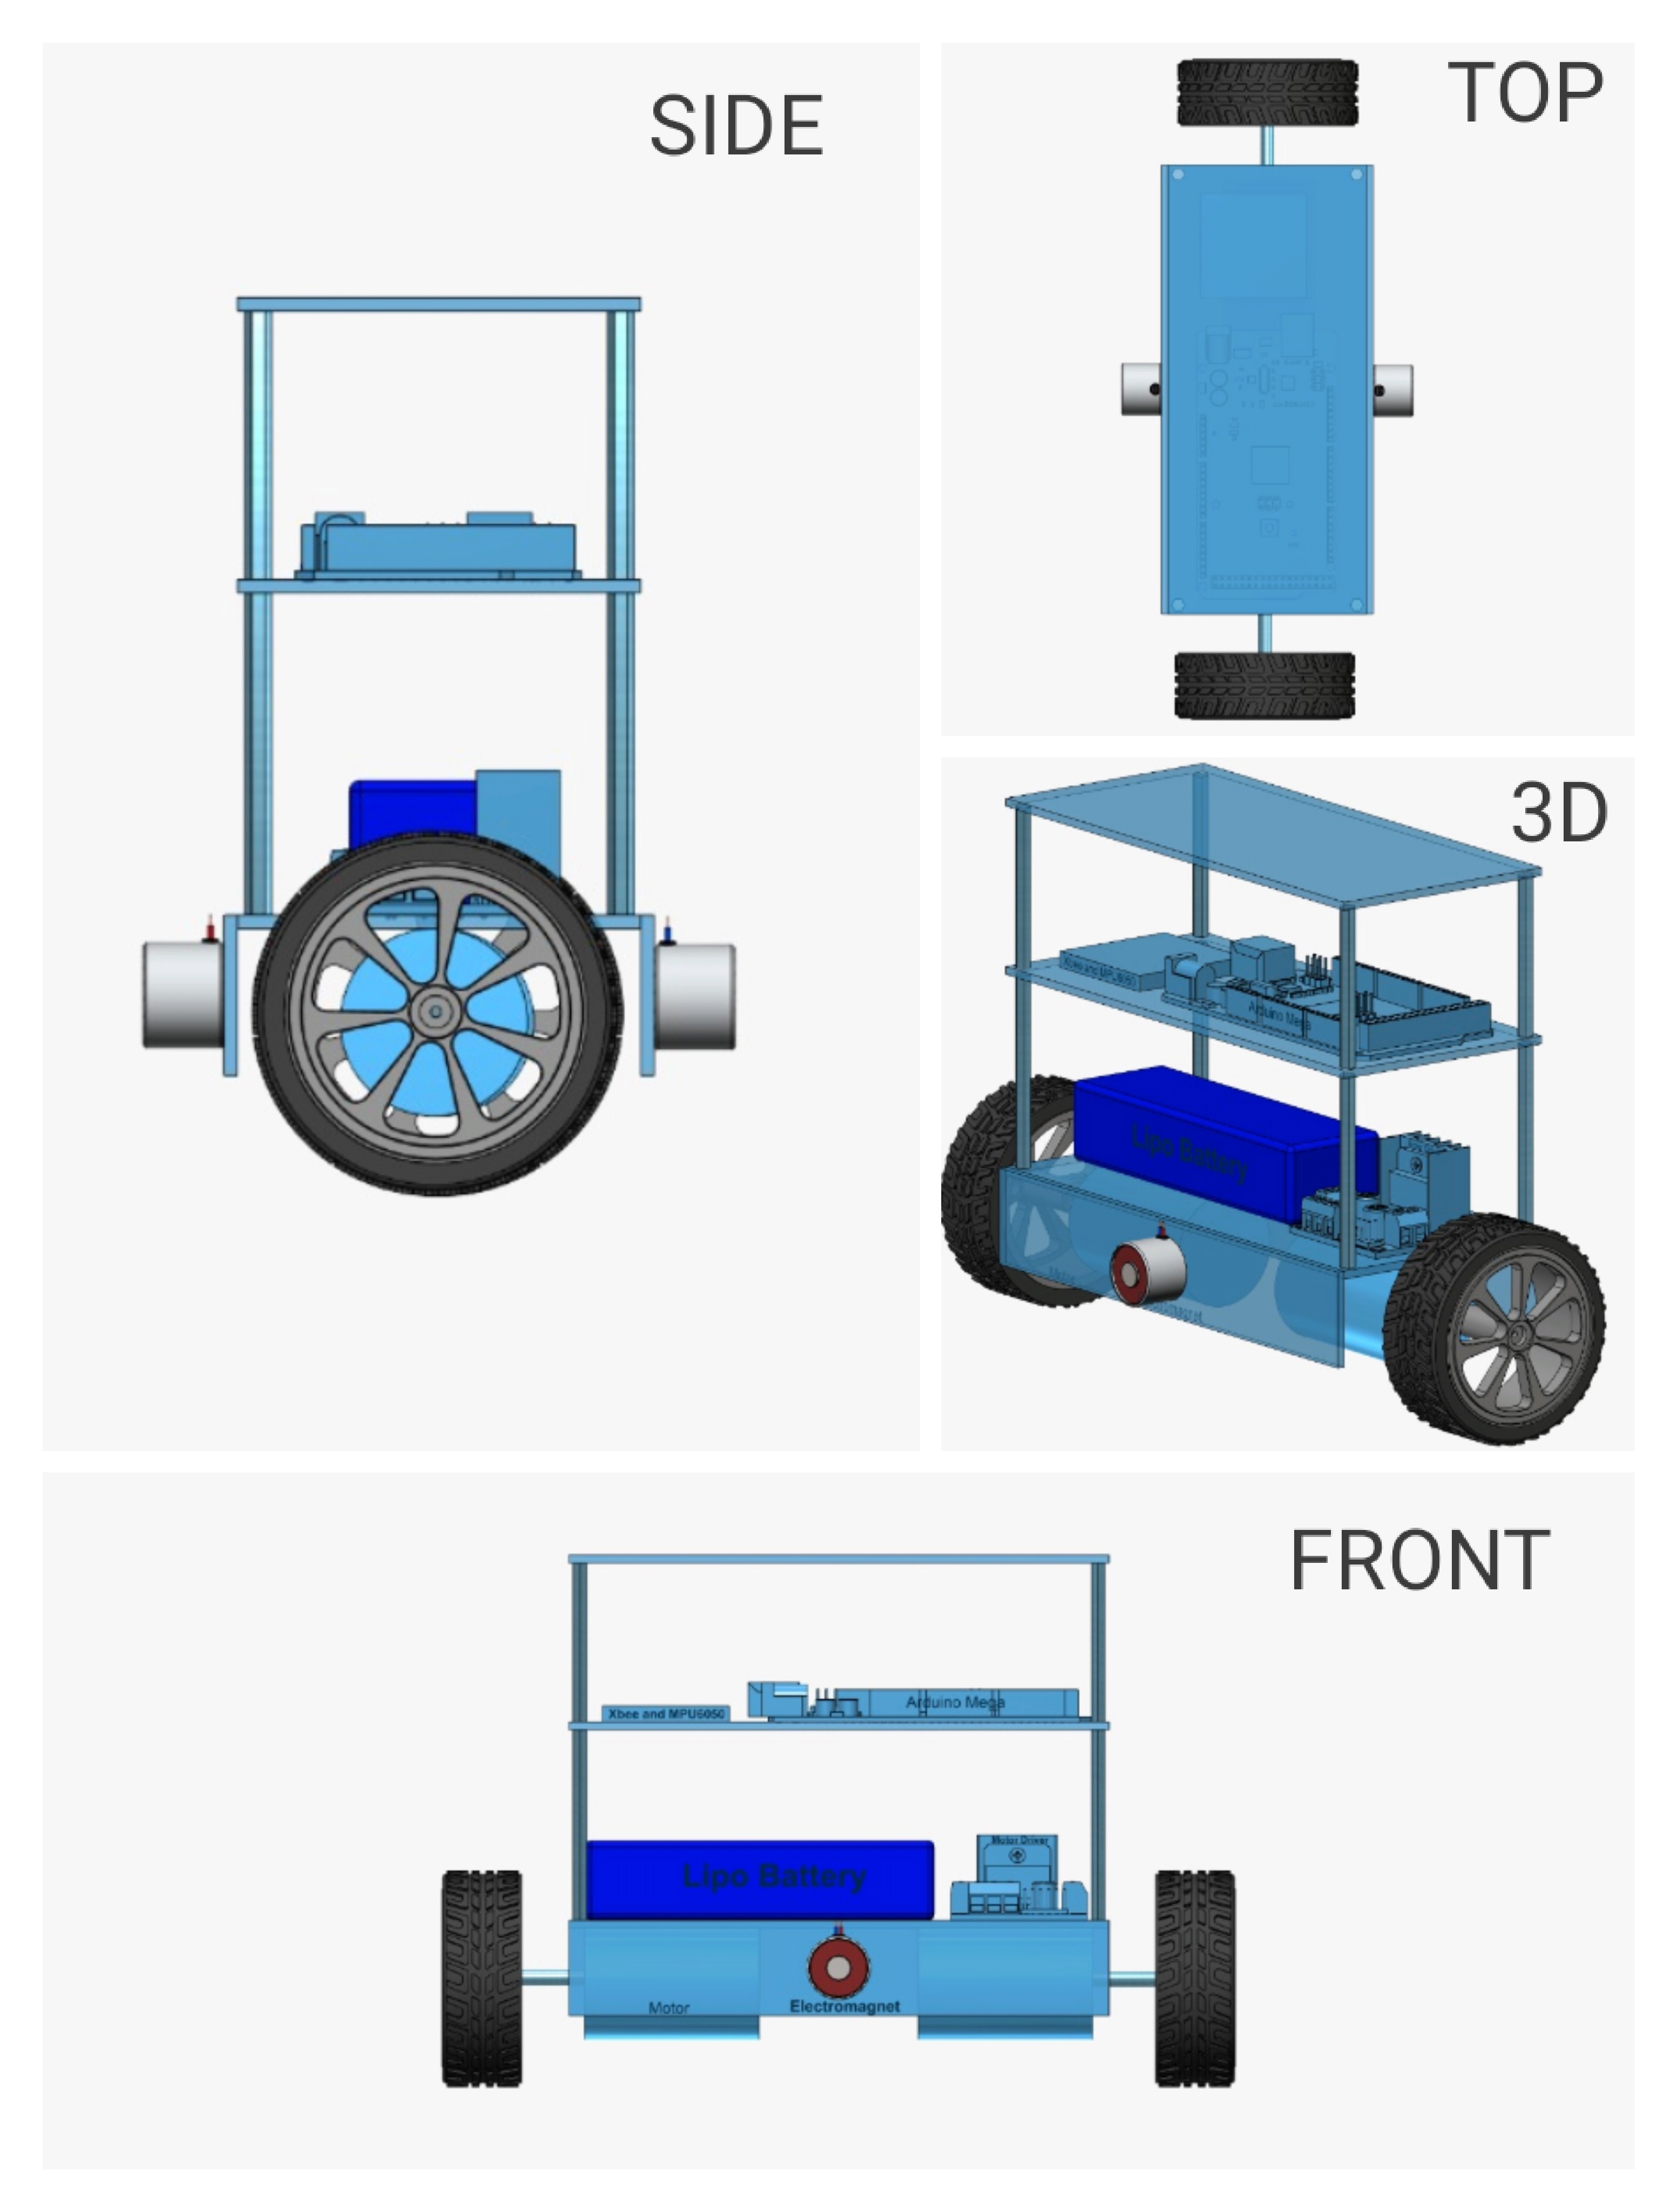 SIDE
TOP
3D
Xbee and MPU6050
Arduino Mega
Lipo Battery
FRONT
Arduino Mega
Xbee and MPU6050
Motor Driver
Lipo Battery
Motor
Electromagnet